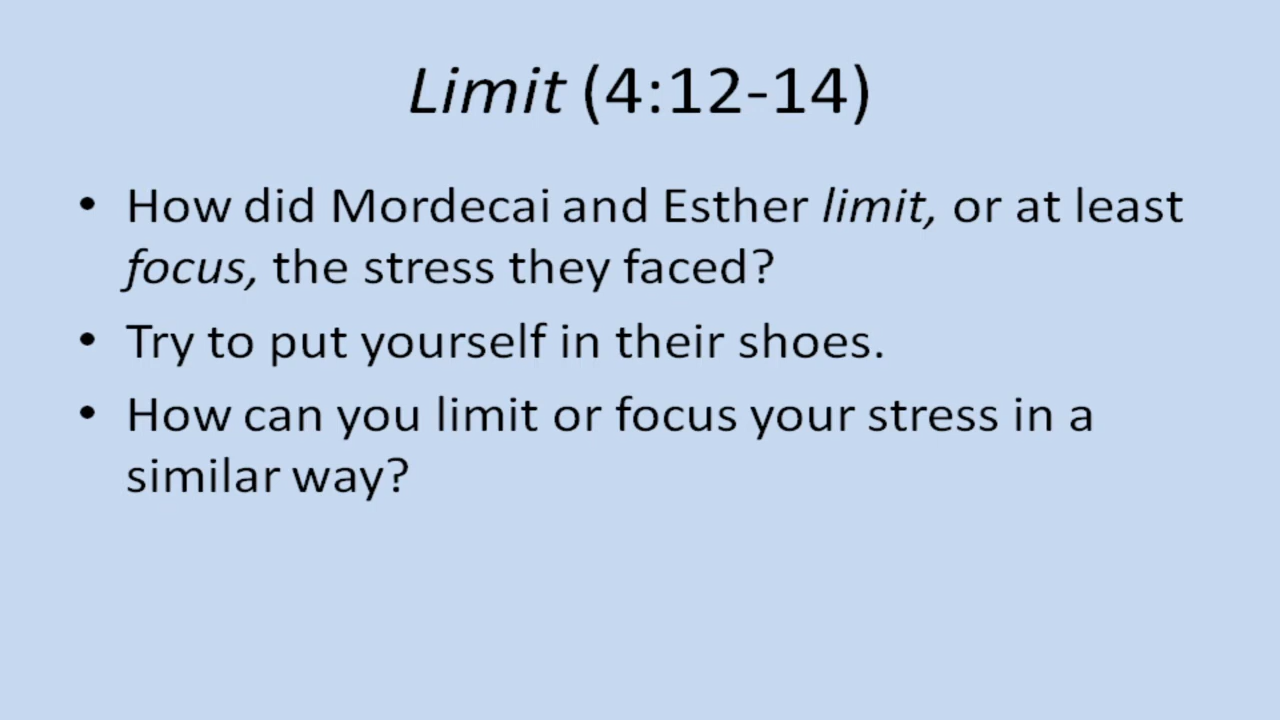 Limit (4:12-14)
• How did Mordecai and Esther limit, or at least
focus, the stress they faced?
• Try to put yourself in their shoes.
• How can you limit or focus your stress in a
similar way?